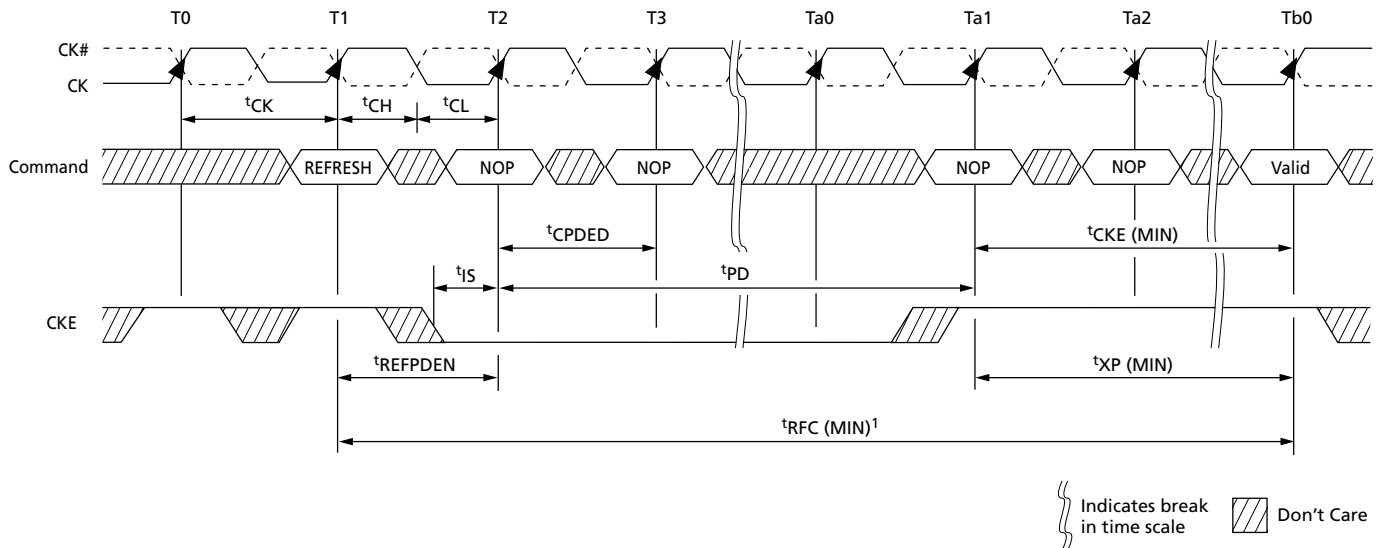 T0 T1 T2 T3 Ta0 Ta1 Ta2 Tb0
CK#
CK
tCK tCH tCL
Command REFRESH NOP NOP NOP NOP Valid
tCPDED tCKE (MIN)
tIS tPD
CKE
tREFPDEN tXP (MIN)
tRFC (MIN)1
Indicates break
in time scale
Don't Care